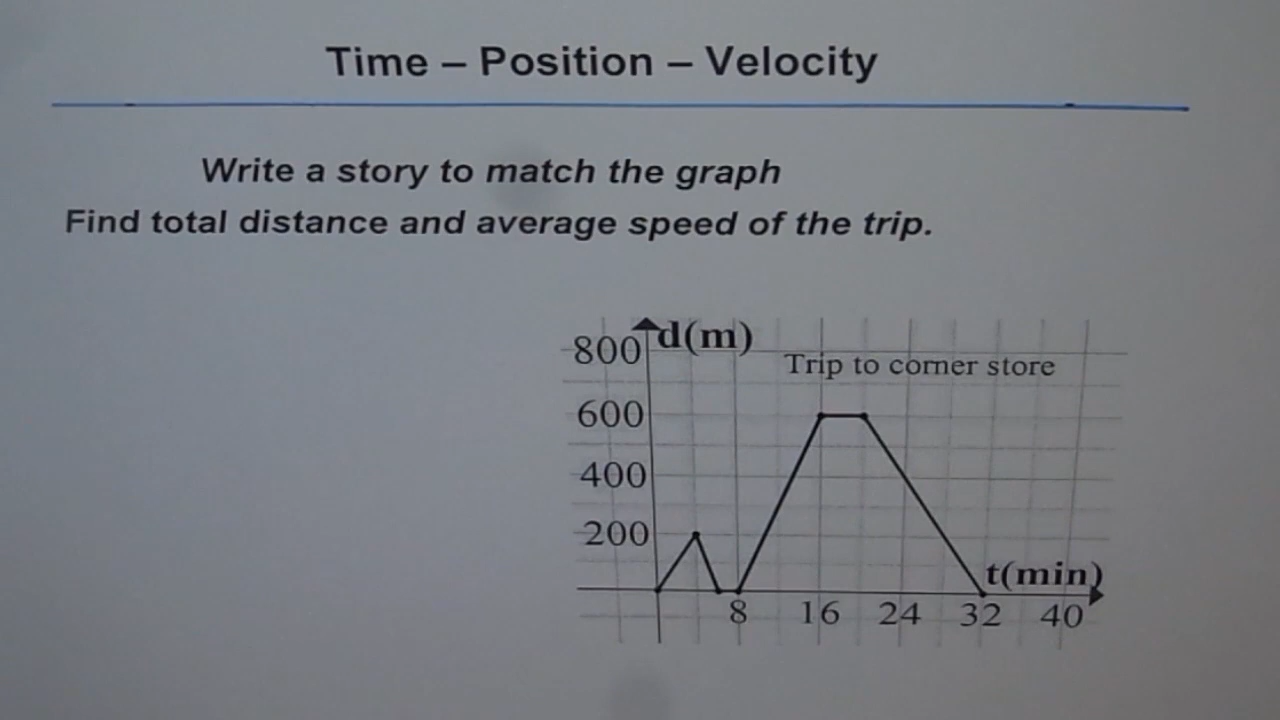 Time – Position – Velocity
Write a story to match the graph
Find total distance and average speed of the trip.
d(m)
Trip to corner store
800
600
400
200
t(min)
8 16 24 32 40